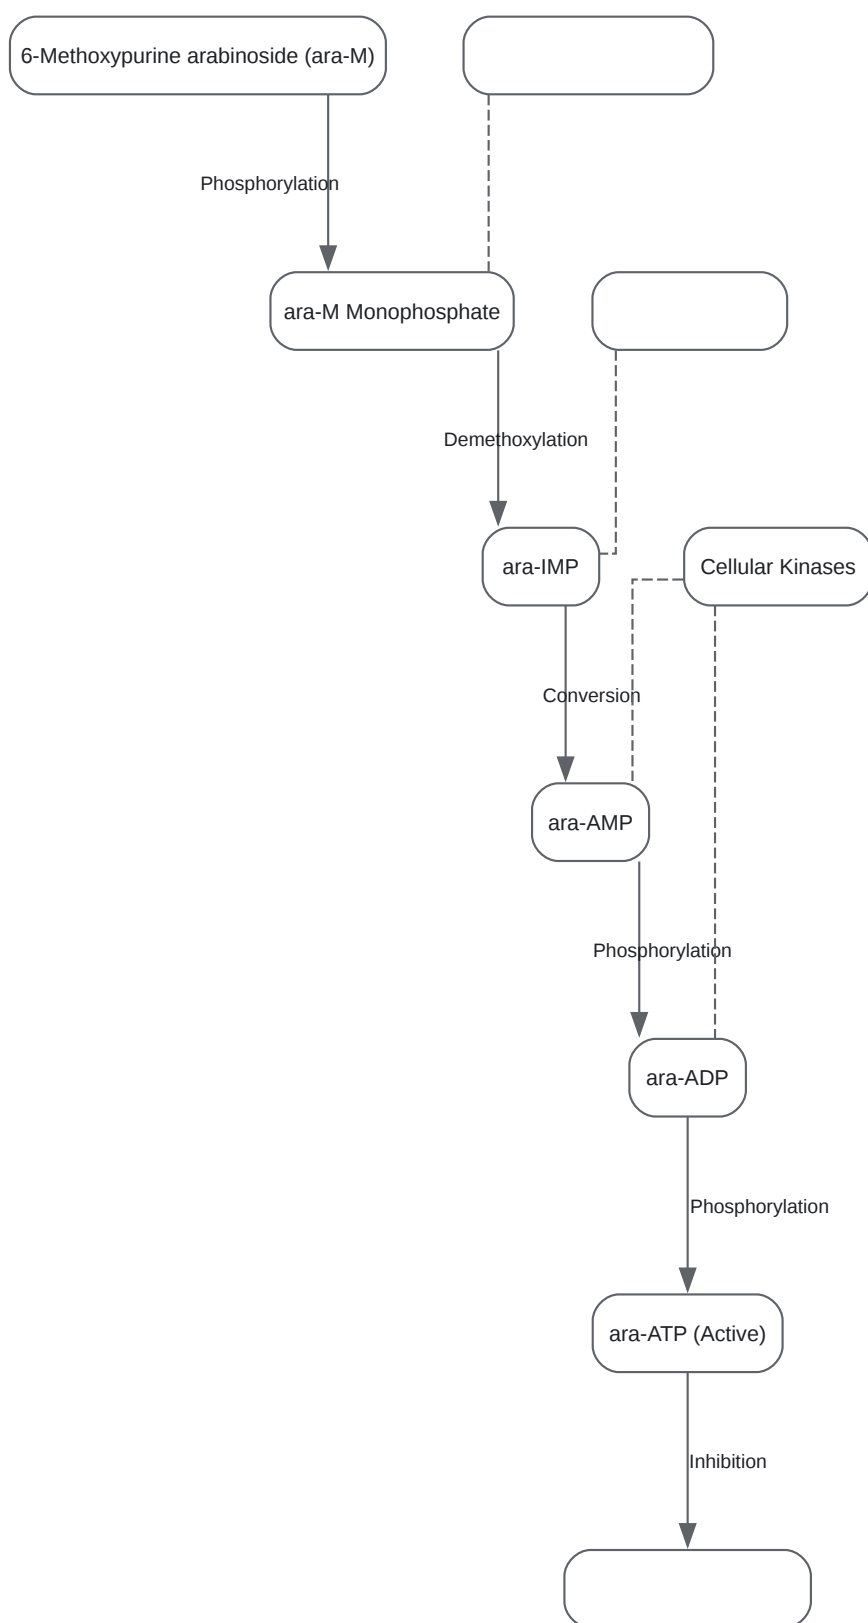 6-Methoxypurine arabinoside (ara-M)
Phosphorylation
ara-M Monophosphate
Demethoxylation
ara-IMP
Cellular Kinases
Conversion
ara-AMP
Phosphorylation
ara-ADP
Phosphorylation
ara-ATP (Active)
Inhibition